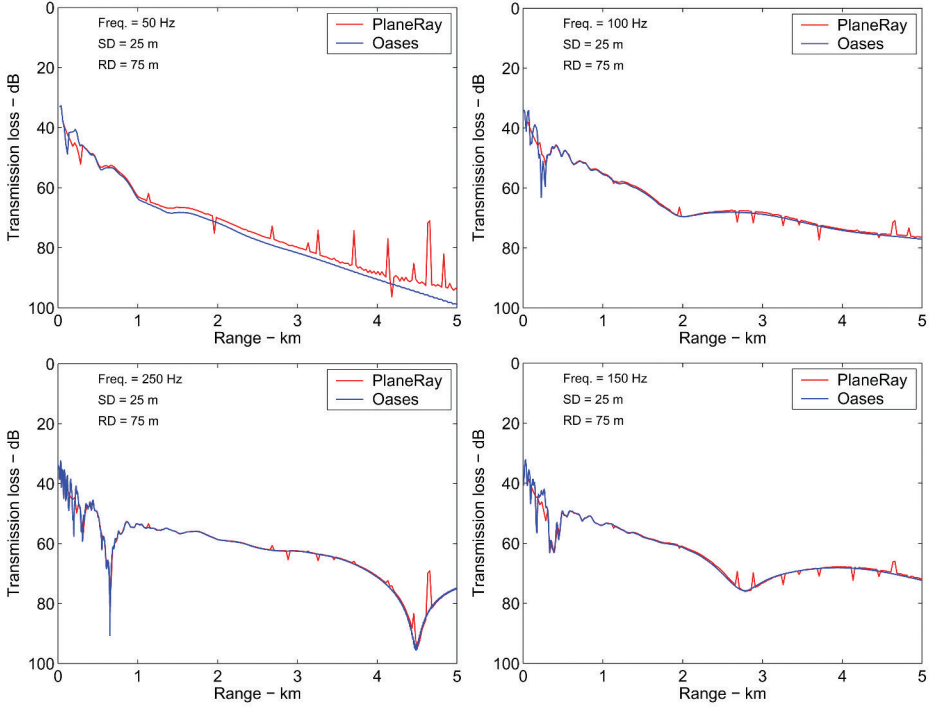 Freq. = 50 Hz
SD = 25 m
RD = 75 m
PlaneRay
Oases
Transmission loss – dB
0
20
40
60
80
100
0 1 2 3 4 5
Range – km
Freq. = 100 Hz
SD = 25 m
RD = 75 m
PlaneRay
Oases
Transmission loss – dB
0
20
40
60
80
100
0 1 2 3 4 5
Range – km
Freq. = 250 Hz
SD = 25 m
RD = 75 m
PlaneRay
Oases
Transmission loss – dB
0
20
40
60
80
100
0 1 2 3 4 5
Range – km
Freq. = 150 Hz
SD = 25 m
RD = 75 m
PlaneRay
Oases
Transmission loss – dB
0
20
40
60
80
100
0 1 2 3 4 5
Range – km